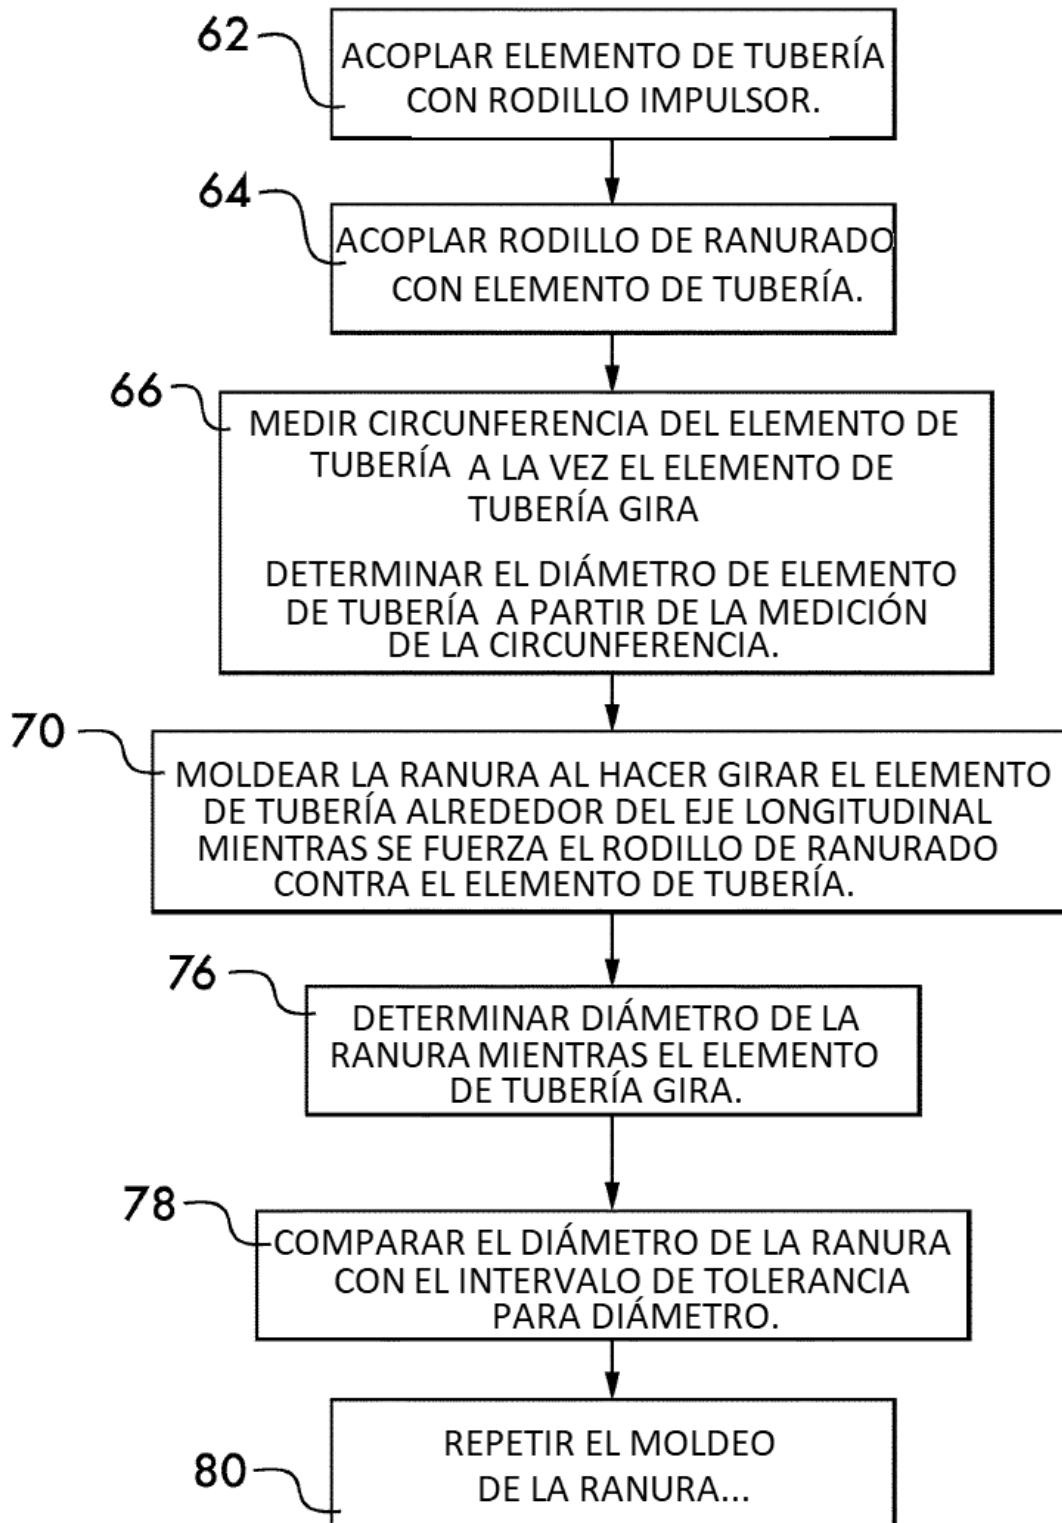 62
ACOPLAR ELEMENTO DE TUBERÍA
CON RODILLO IMPULSOR.
64
ACOPLAR RODILLO DE RANURADO
CON ELEMENTO DE TUBERÍA.
66
MEDIR CIRCUNFERENCIA DEL ELEMENTO DE
TUBERÍA A LA VEZ EL ELEMENTO DE
TUBERÍA GIRA
DETERMINAR EL DIÁMETRO DE ELEMENTO
DE TUBERÍA A PARTIR DE LA MEDICIÓN
DE LA CIRCUNFERENCIA.
70
MOLDEAR LA RANURA AL HACER GIRAR EL ELEMENTO
DE TUBERÍA ALREDEDOR DEL EJE LONGITUDINAL
MIENTRAS SE FUERZA EL RODILLO DE RANURADO
CONTRA EL ELEMENTO DE TUBERÍA.
76
DETERMINAR DIÁMETRO DE LA
RANURA MIENTRAS EL ELEMENTO
DE TUBERÍA GIRA.
78
COMPARAR EL DIÁMETRO DE LA RANURA
CON EL INTERVALO DE TOLERANCIA
PARA DIÁMETRO.
80
REPETIR EL MOLDEO
DE LA RANURA...